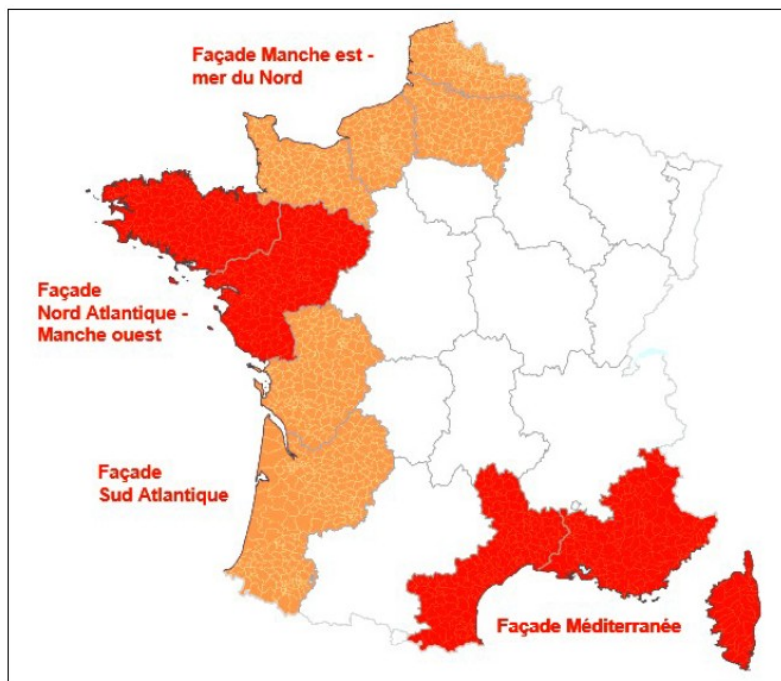 Façade Manche est -
mer du Nord
Façade
Nord Atlantique -
Manche ouest
Façade
Sud Atlantique
Façade Méditerranée